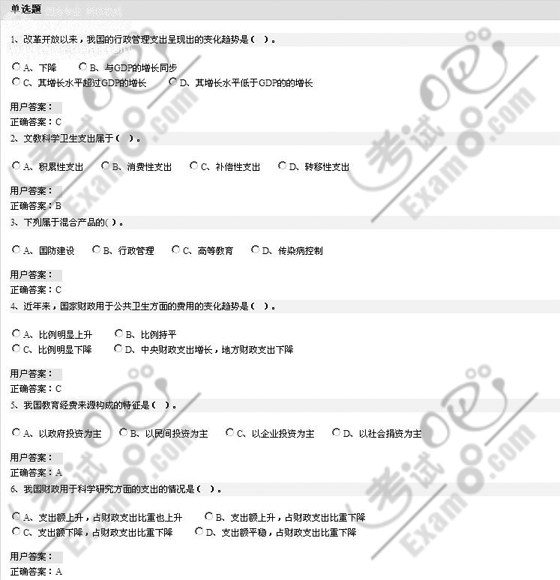 单选题
1、改革开放以来，我国的行政管理支出呈现出的变化趋势是（　）。
A、下降　B、与GDP的增长同步
C、其增长水平超过GDP的增长　D、其增长水平低于GDP的的增长
用户答案：
正确答案：C
2、文教科学卫生支出属于（　）。
A、积累性支出　B、消费性支出　C、补偿性支出　D、转移性支出
用户答案：
正确答案：B
3、下列属于混合产品的(　)。
A、国防建设　B、行政管理　C、高等教育　D、传染病控制
用户答案：
正确答案：C
4、近年来，国家财政用于公共卫生方面的费用的变化趋势是（　）。
A、比例明显上升　B、比例持平
C、比例明显下降　D、中央财政支出增长，地方财政支出下降
用户答案：
正确答案：C
5、我国教育经费来源构成的特征是（　）。
A、以政府投资为主　B、以民间投资为主　C、以企业投资为主　D、以社会捐资为主
用户答案：
正确答案：A
6、我国财政用于科学研究方面的支出的情况是（　）。
A、支出额上升，占财政支出比重也上升　B、支出额上升，占财政支出比重下降
C、支出额下降，占财政支出比重下降　D、支出额平稳，占财政支出比重下降
用户答案：
正确答案：A
考试
Exam8.com
考试
Exam8.com
考试
Exam8.com
考试
Exam8.com